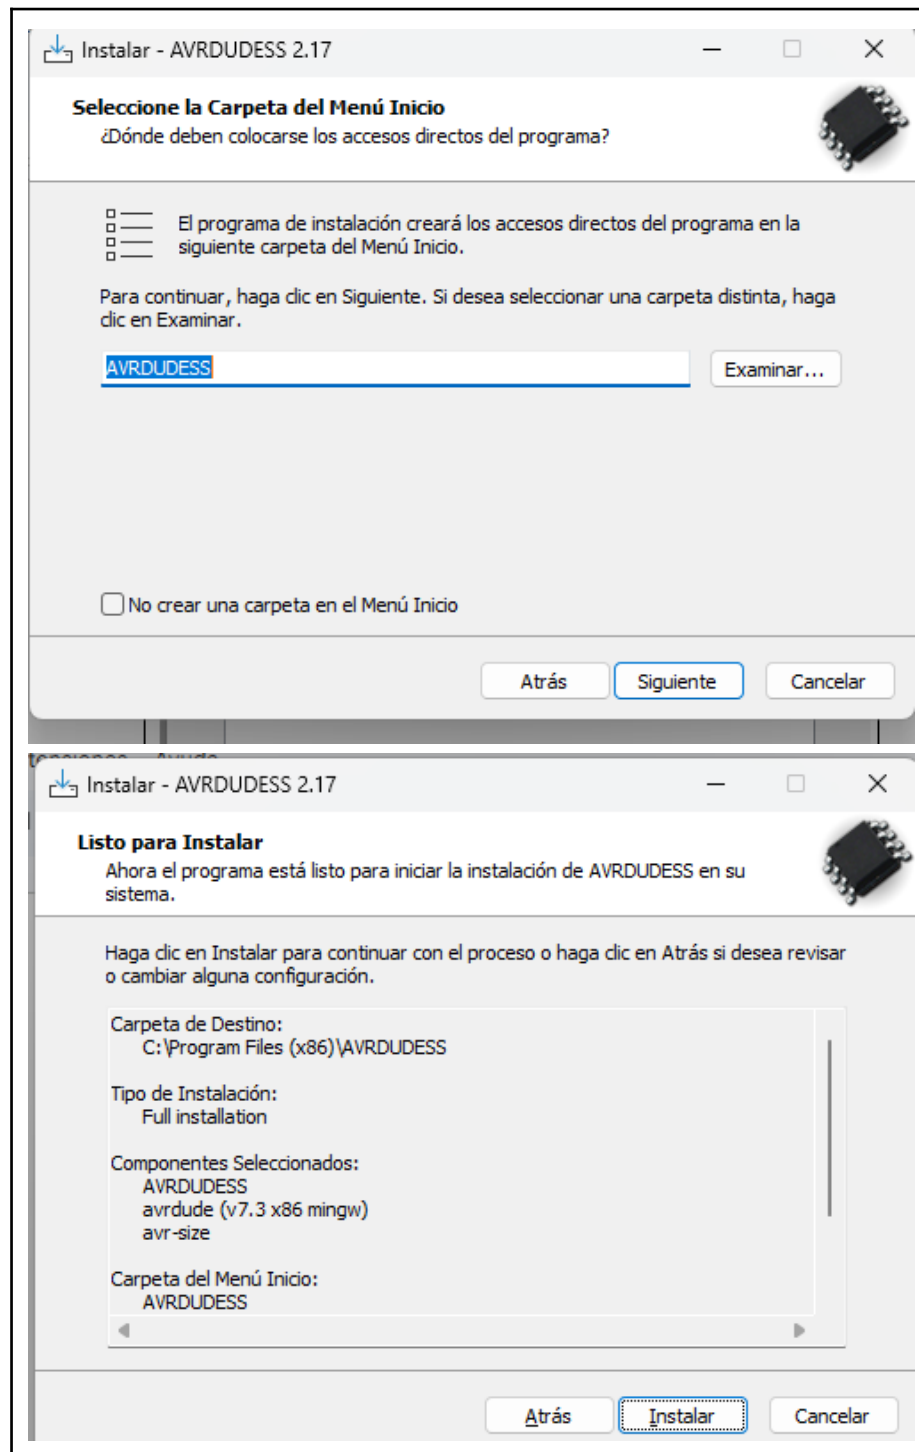 Instalar - AVRDUDESS 2.17
Seleccione la Carpeta del Menú Inicio
¿Dónde deben colocarse los accesos directos del programa?
El programa de instalación creará los accesos directos del programa en la
siguiente carpeta del Menú Inicio.
Para continuar, haga clic en Siguiente. Si desea seleccionar una carpeta distinta, haga
clic en Examinar.
AVRDUDESS
Examinar...
No crear una carpeta en el Menú Inicio
Atrás
Siguiente
Cancelar
Instalar - AVRDUDESS 2.17
Listo para Instalar
Ahora el programa está listo para iniciar la instalación de AVRDUDESS en su
sistema.
Haga clic en Instalar para continuar con el proceso o haga clic en Atrás si desea revisar
o cambiar alguna configuración.
Carpeta de Destino:
C:\Program Files (x86)\AVRDUDESS
Tipo de Instalación:
Full installation
Componentes Seleccionados:
AVRDUDESS
avrdude (v7.3 x86 mingw)
avr-size
Carpeta del Menú Inicio:
AVRDUDESS
Atrás
Instalar
Cancelar